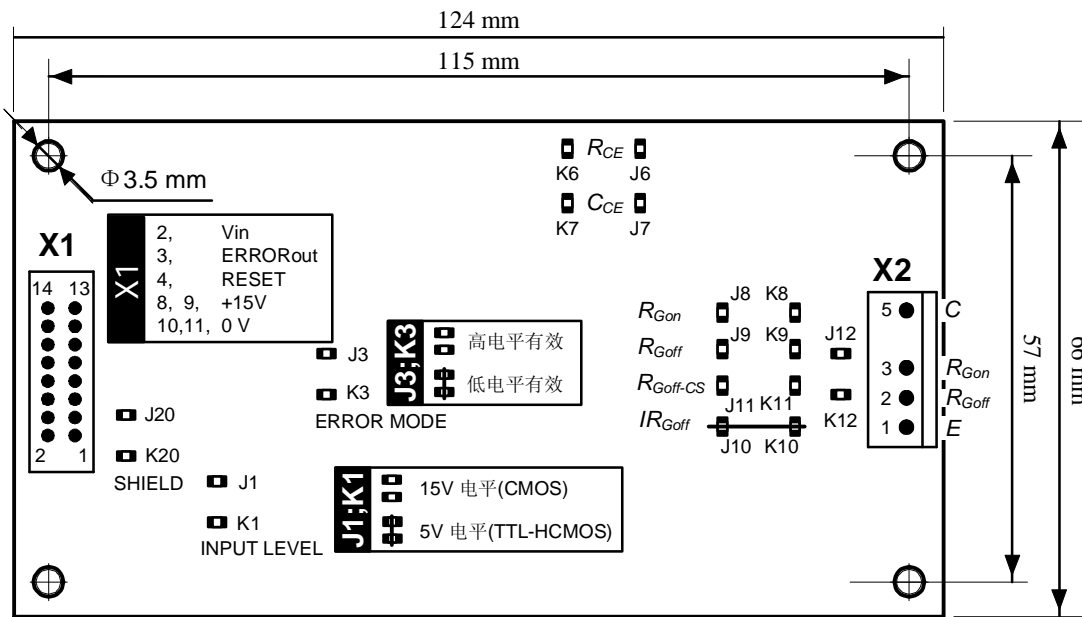 124 mm
115 mm
Φ3.5 mm
K6 R_CE J6
K7 C_CE J7
X1
14 13
2 1
X1
2, Vin
3, ERRORout
4, RESET
8, 9, +15V
10,11, 0 V
J3
K3
ERROR MODE
J3;K3
高电平有效
低电平有效
J20
K20
SHIELD
J1
K1
INPUT LEVEL
J1;K1
15V 电平(CMOS)
5V 电平(TTL-HCMOS)
R_Gon J8 K8
R_Goff J9 K9
R_Goff-CS J11 K11
IR_Goff J10 K10
J12
K12
X2
5 C
3 R_Gon
2 R_Goff
1 E
57 mm
66 mm